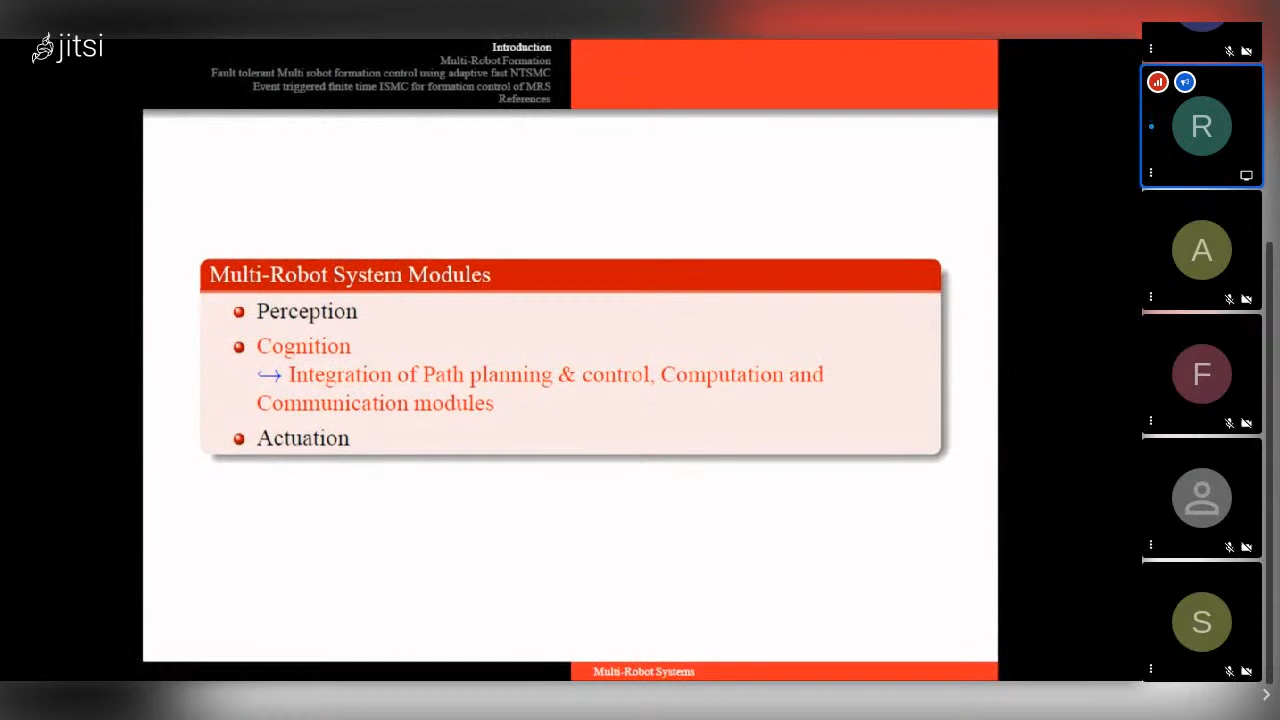 jitsi
Introduction
Multi-Robot Formation
Fault tolerant Multi robot formation control using adaptive fast NTSMC
Event triggered finite time ISMC for formation control of MRS
References
Multi-Robot System Modules
Perception
Cognition
↪ Integration of Path planning & control, Computation and
Communication modules
Actuation
Multi-Robot Systems
R
A
F
S